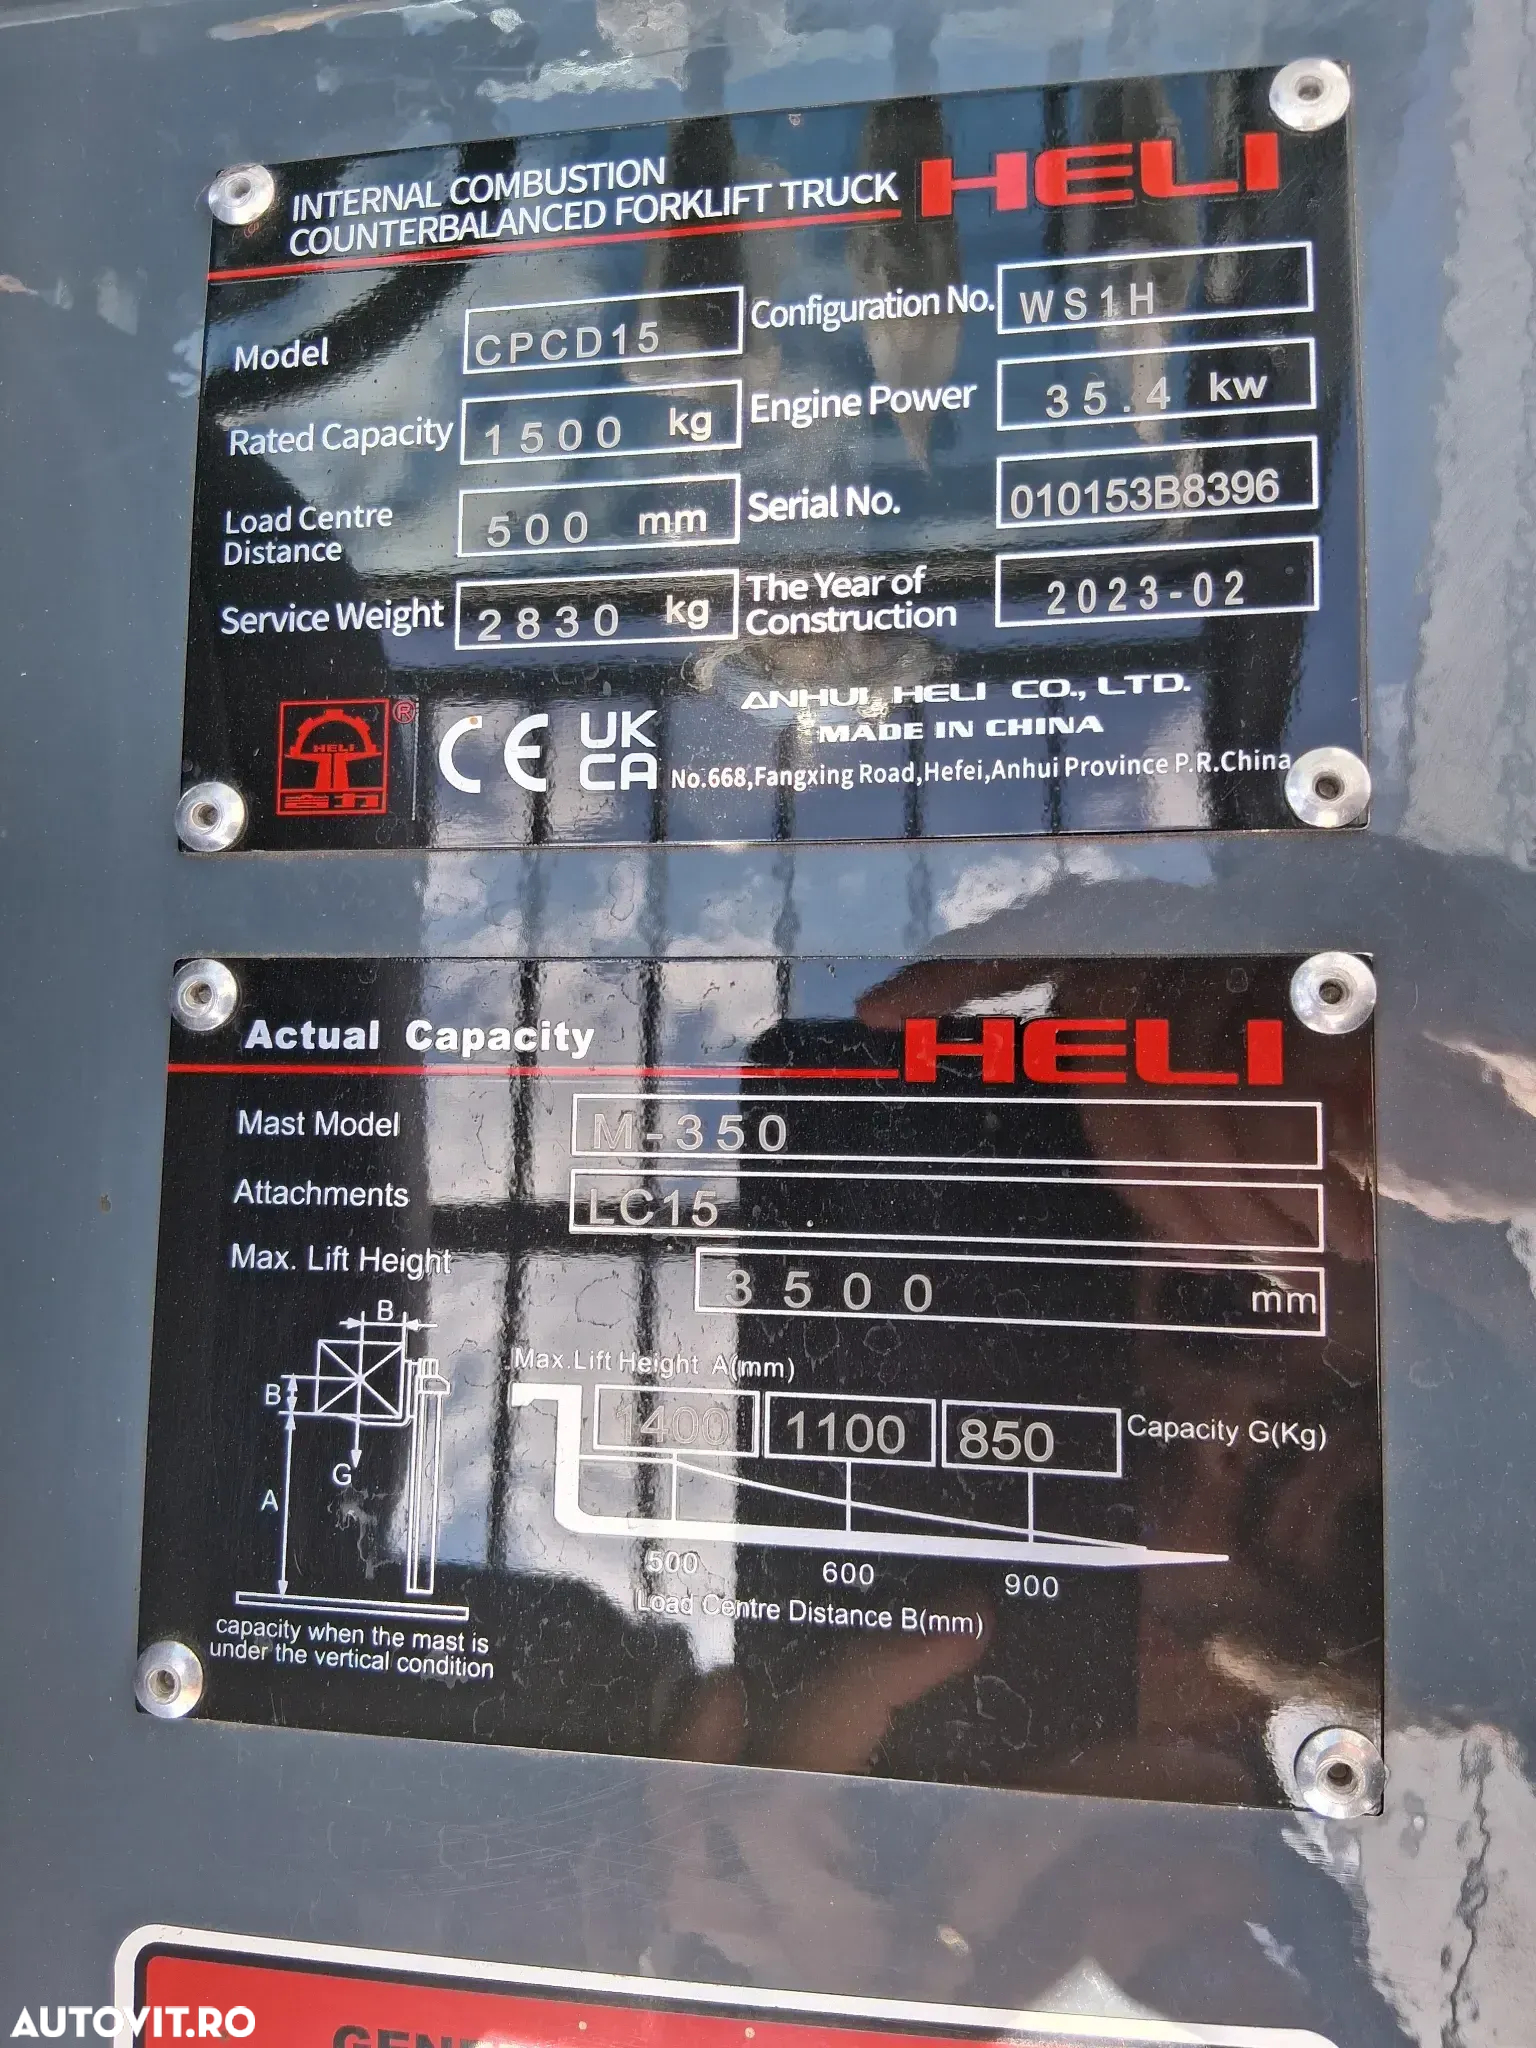 INTERNAL COMBUSTION
COUNTERBALANCED FORKLIFT TRUCK
HELI
Model CPCD15 Configuration No. WS1H
Rated Capacity 1500 kg Engine Power 35.4 kw
Load Centre Distance 500 mm Serial No. 010153B8396
Service Weight 2830 kg The Year of Construction 2023-02
HELI
合力
®
CE
UK
CA
ANHUI HELI CO., LTD.
MADE IN CHINA
No.668,Fangxing Road,Hefei,Anhui Province P.R.China
Actual Capacity HELI
Mast Model M-350
Attachments LC15
Max. Lift Height 3500 mm
B
B
G
A
capacity when the mast is
under the vertical condition
Max.Lift Height A(mm)
1400 1100 850 Capacity G(Kg)
500 600 900
Load Centre Distance B(mm)
AUTOVIT.RO